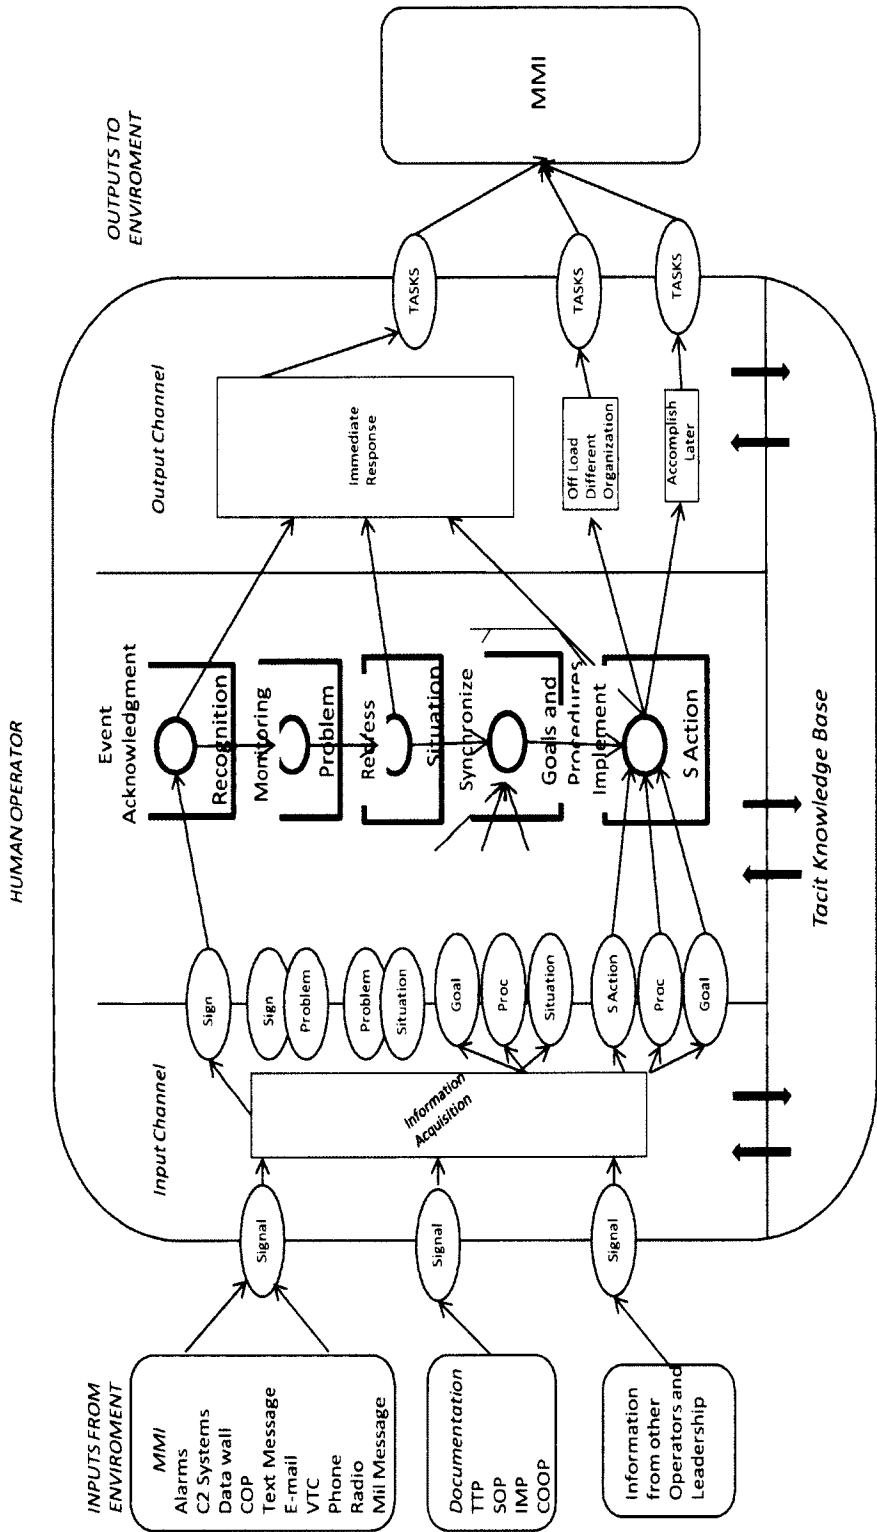 HUMAN OPERATOR
INPUTS FROM
ENVIROMENT
MMI
Alarms
C2 Systems
Data wall
COP
Text Message
E-mail
VTC
Phone
Radio
Mil Message
Documentation
TTP
SOP
IMP
COOP
Information
from other
Operators and
Leadership
Signal
Signal
Signal
Input Channel
Information
Acquisition
Sign
Sign
Problem
Problem
Situation
Goal
Proc
Situation
S Action
Proc
Goal
Event
Acknowledgment
Recognition
Monitoring
Problem
Redress
Situation
Synchronize
Goals and
Procedures
Implement
S Action
Tacit Knowledge Base
Output Channel
Immediate
Response
Off Load
Different
Organization
Accomplish
Later
TASKS
TASKS
TASKS
OUTPUTS TO
ENVIROMENT
MMI